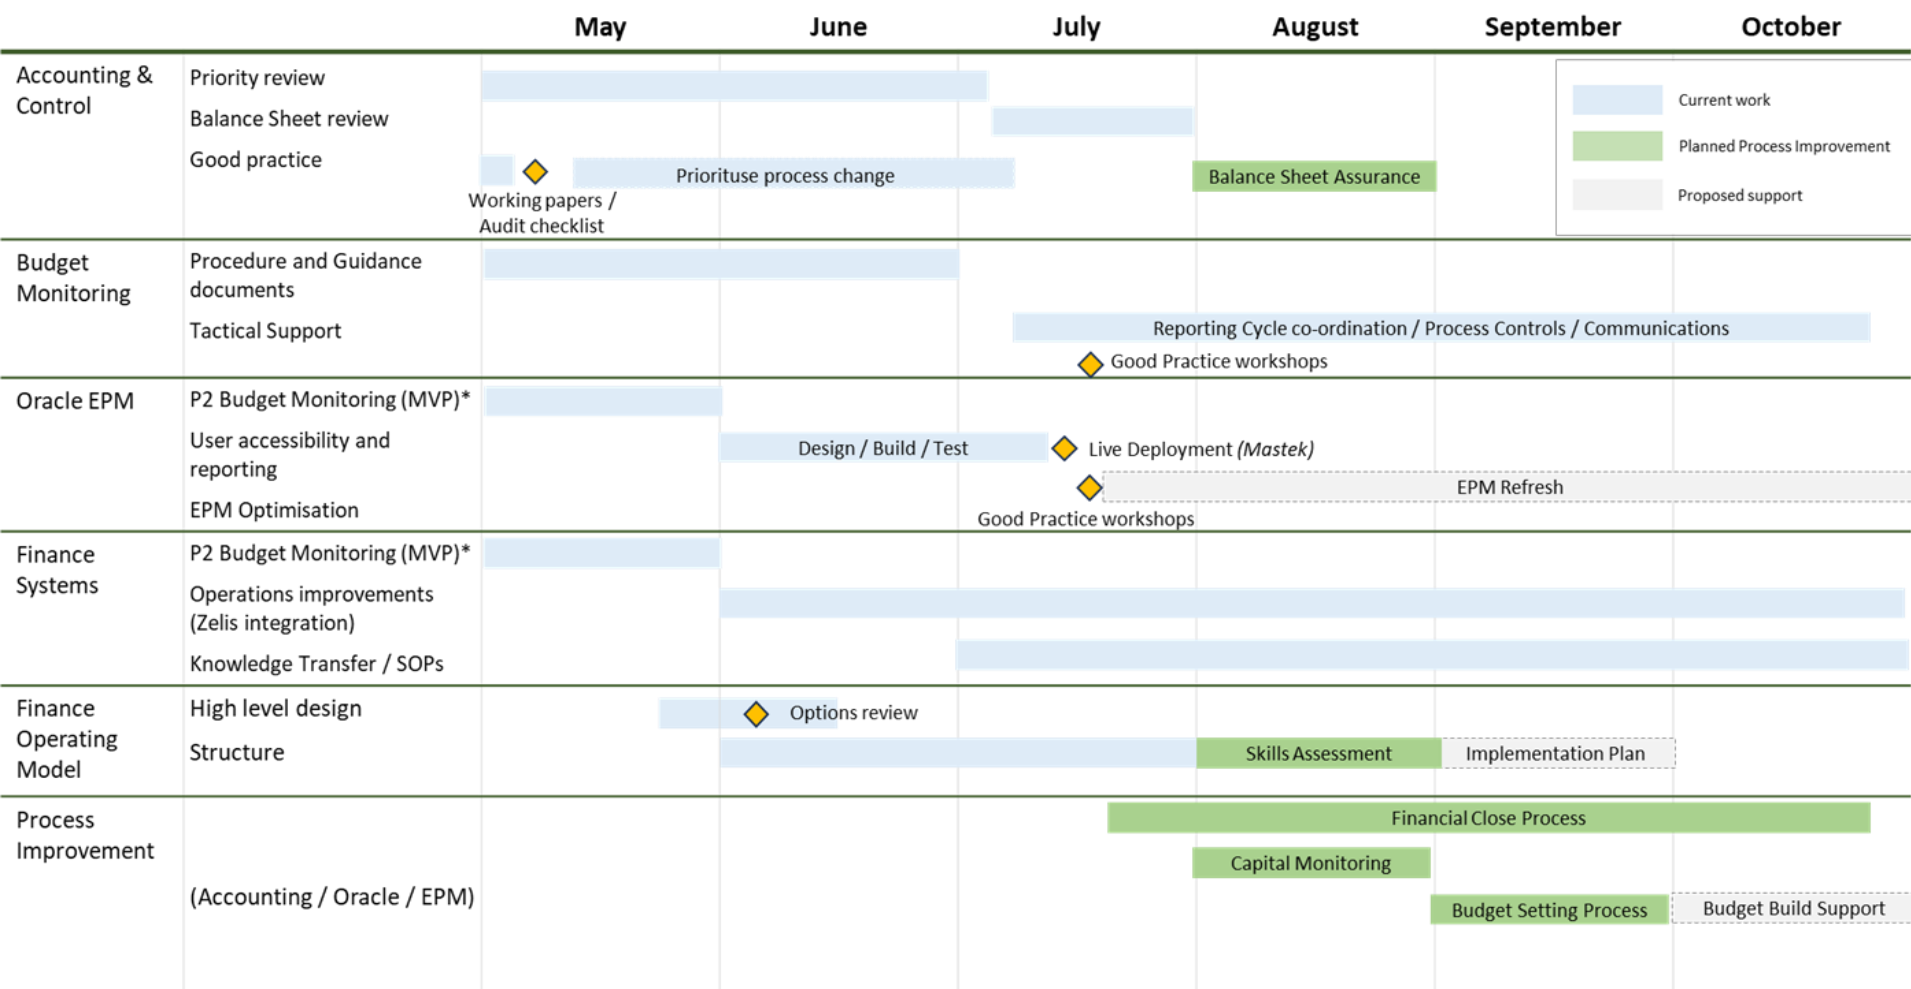 May June July August September October
Current work
Planned Process Improvement
Proposed support
Accounting &
Control
Priority review
Balance Sheet review
Good practice
Priorituse process change
Balance Sheet Assurance
Working papers /
Audit checklist
Budget
Monitoring
Procedure and Guidance
documents
Tactical Support
Reporting Cycle co-ordination / Process Controls / Communications
Good Practice workshops
Oracle EPM
P2 Budget Monitoring (MVP)*
User accessibility and
reporting
Design / Build / Test
Live Deployment (Mastek)
EPM Optimisation
EPM Refresh
Good Practice workshops
Finance
Systems
P2 Budget Monitoring (MVP)*
Operations improvements
(Zelis integration)
Knowledge Transfer / SOPs
Finance
Operating
Model
High level design
Options review
Structure
Skills Assessment
Implementation Plan
Process
Improvement
(Accounting / Oracle / EPM)
Financial Close Process
Capital Monitoring
Budget Setting Process
Budget Build Support